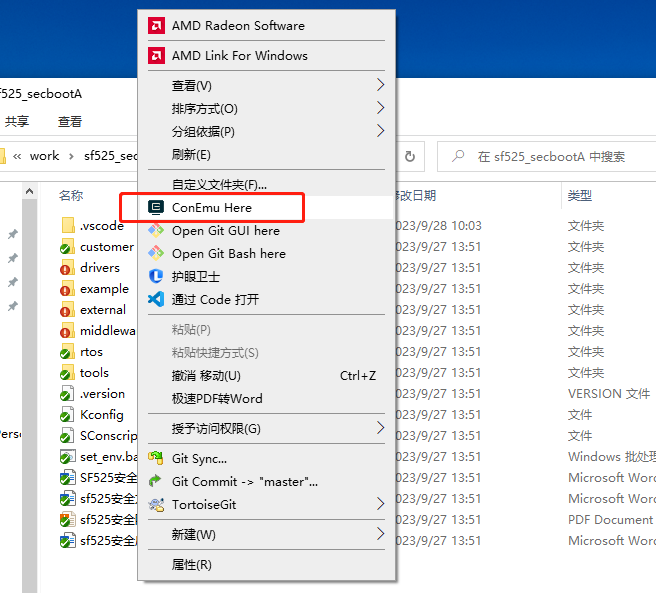 AMD Radeon Software
AMD Link For Windows
sf525_secbootA
共享 查看
查看(V)
排序方式(O)
分组依据(P)
刷新(E)
« work › sf525_sec
在 sf525_secbootA 中搜索
自定义文件夹(F)...
名称 修改日期 类型
ConEmu Here
.vscode 2023/9/28 10:03 文件夹
Open Git GUI here
customer 2023/9/27 13:51 文件夹
Open Git Bash here
drivers 2023/9/27 13:51 文件夹
护眼卫士
example 2023/9/27 13:51 文件夹
通过 Code 打开
external 2023/9/27 13:51 文件夹
粘贴(P)
middlewa 2023/9/27 13:51 文件夹
粘贴快捷方式(S)
rtos 2023/9/27 13:51 文件夹
撤消 移动(U) Ctrl+Z
tools 2023/9/27 13:51 文件夹
极速PDF转Word
.version 2023/9/27 13:51 VERSION 文件
Kconfig 2023/9/27 13:51 文件
授予访问权限(G)
SConscrip 2023/9/27 13:51 文件
Git Sync...
set_env.ba 2023/9/27 13:51 Windows 批处理
Git Commit -> "master"...
SF525安全 2023/9/27 13:51 Microsoft Word
TortoiseGit
sf525安全 2023/9/27 13:51 Microsoft Word
sf525安全 2023/9/27 13:51 PDF Document
新建(W)
sf525安全 2023/9/27 13:51 Microsoft Word
属性(R)